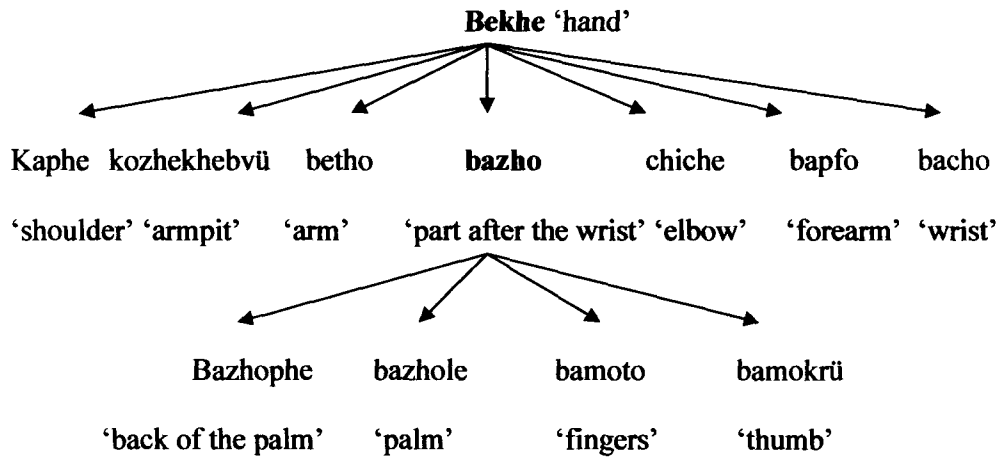 Bekhe ‘hand’
Kaphe kozhekhebvü betho bazho chiche bapfo bacho
‘shoulder’ ‘armpit’ ‘arm’ ‘part after the wrist’ ‘elbow’ ‘forearm’ ‘wrist’
Bazhophe bazhole bamoto bamokrü
‘back of the palm’ ‘palm’ ‘fingers’ ‘thumb’